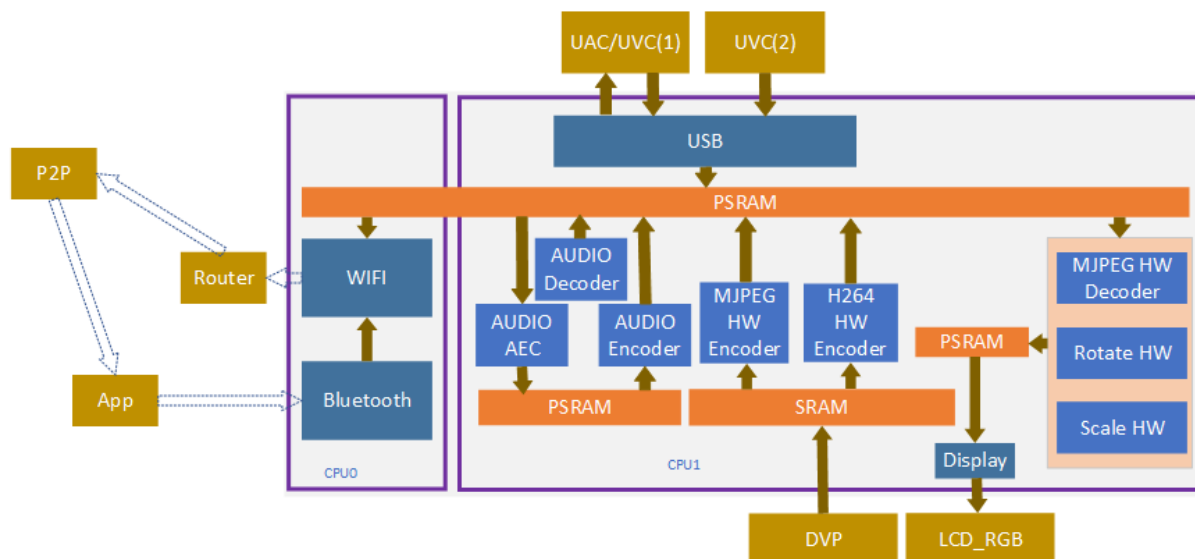 UAC/UVC(1)
UVC(2)
USB
P2P
PSRAM
Router
WIFI
AUDIO
Decoder
MJPEG HW
Decoder
AUDIO
AEC
AUDIO
Encoder
MJPEG
HW
Encoder
H264
HW
Encoder
PSRAM
Rotate HW
App
Bluetooth
PSRAM
SRAM
Scale HW
Display
CPU0
CPU1
DVP
LCD_RGB